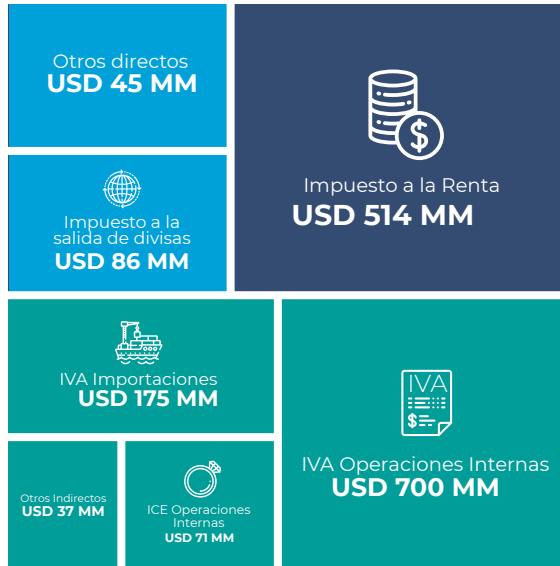 Otros directos
USD 45 MM
Impuesto a la
salida de divisas
USD 86 MM
$
Impuesto a la Renta
USD 514 MM
IVA Importaciones
USD 175 MM
Otros Indirectos
USD 37 MM
ICE Operaciones
Internas
USD 71 MM
IVA
$
IVA Operaciones Internas
USD 700 MM